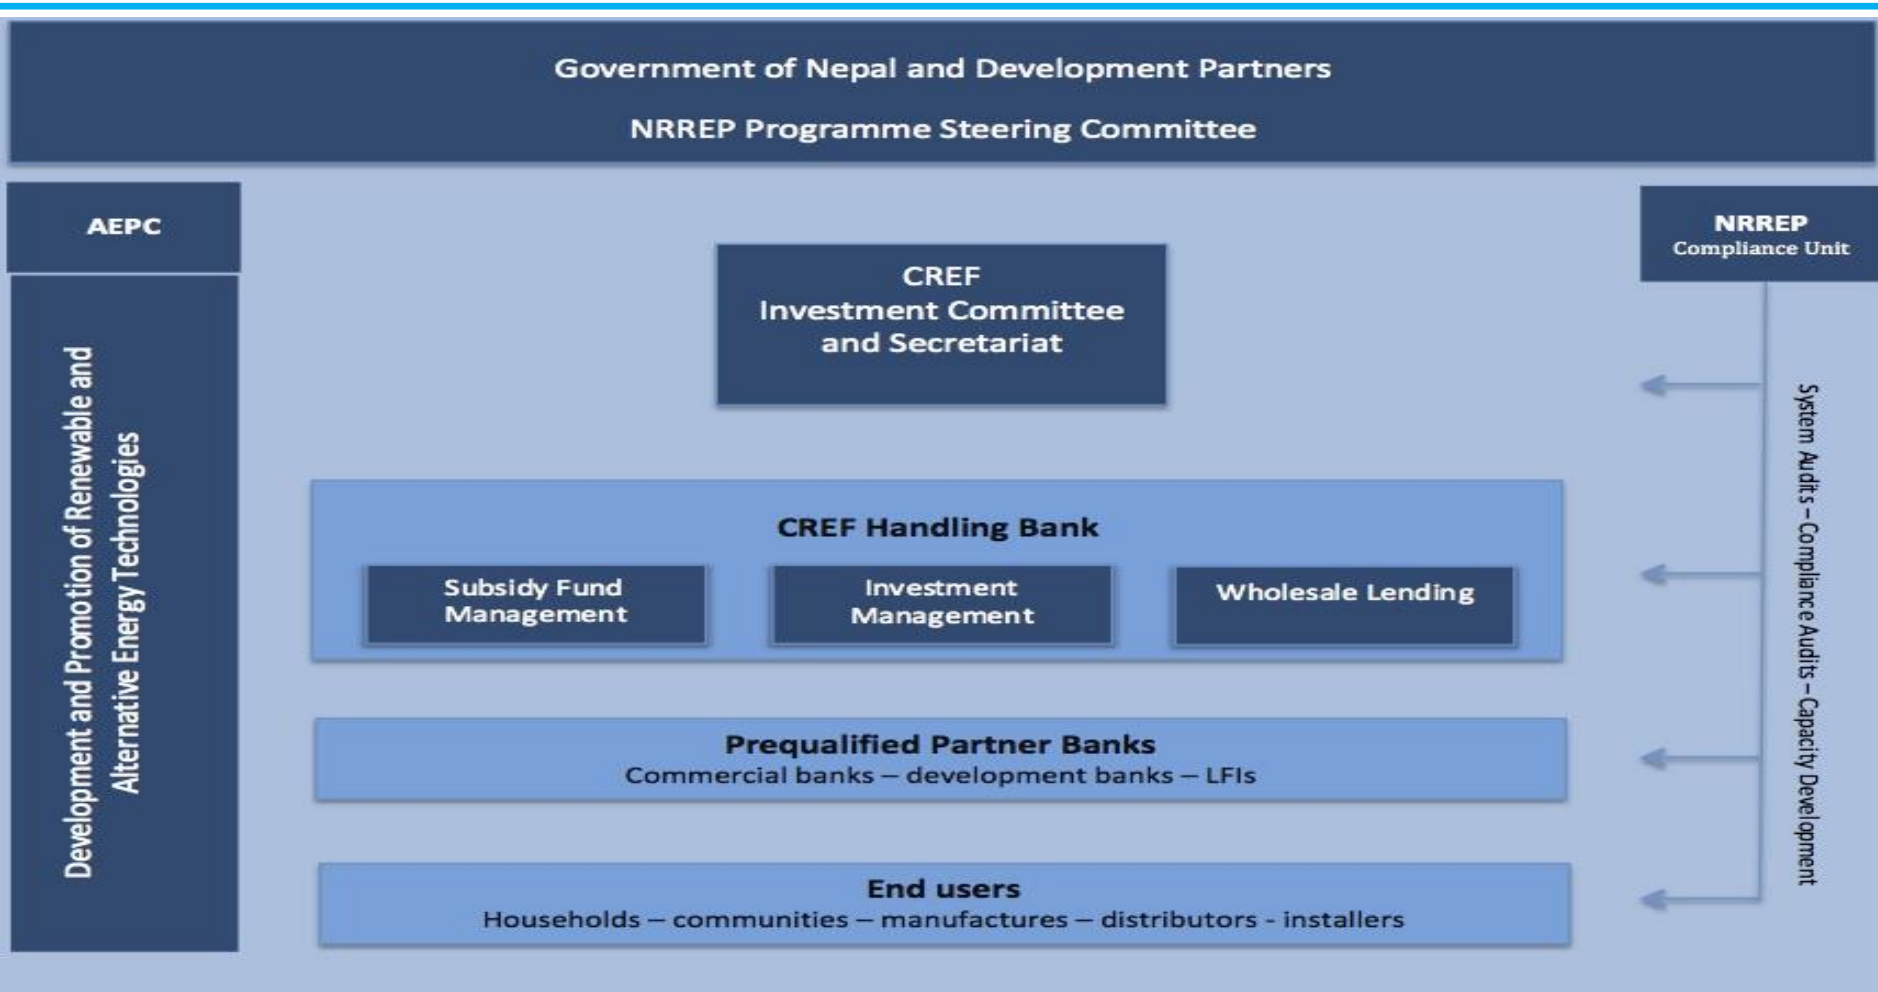 Government of Nepal and Development Partners
NRREP Programme Steering Committee
AEPC
Development and Promotion of Renewable and
Alternative Energy Technologies
CREF
Investment Committee
and Secretariat
NRREP
Compliance Unit
System Audits – Compliance Audits – Capacity Development
CREF Handling Bank
Subsidy Fund
Management
Investment
Management
Wholesale Lending
Prequalified Partner Banks
Commercial banks – development banks – LFIs
End users
Households – communities – manufactures – distributors - installers